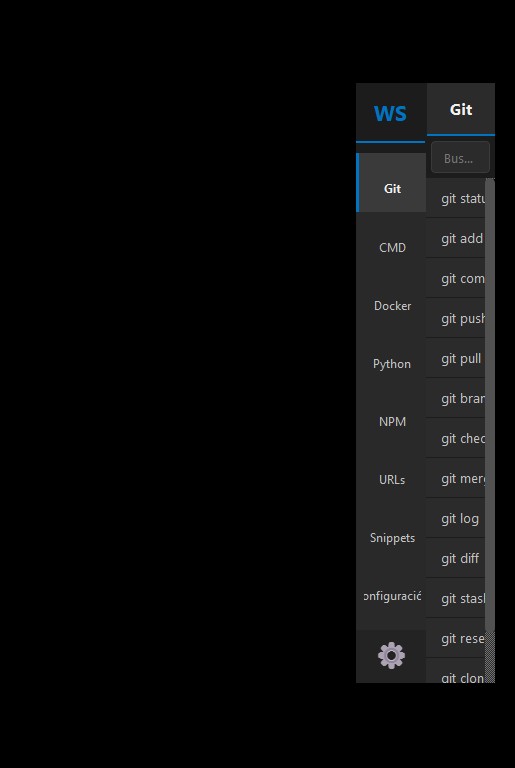 WS
Git
Git
Bus...
CMD
Docker
Python
NPM
URLs
Snippets
onfiguració
git statu
git add
git com
git push
git pull
git bran
git chec
git merg
git log
git diff
git stash
git rese
git clon